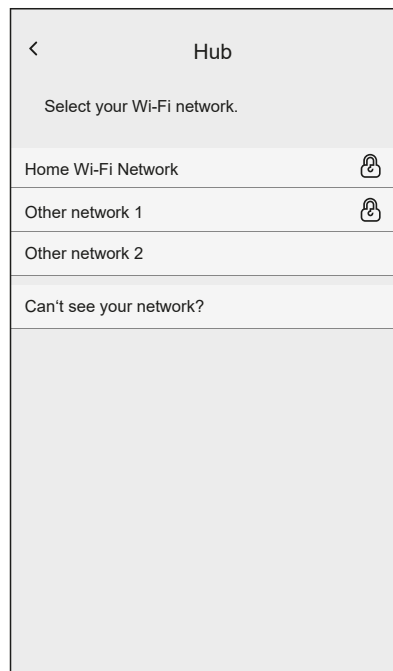 Hub
Select your Wi-Fi network.
Home Wi-Fi Network
Other network 1
Other network 2
Can‘t see your network?